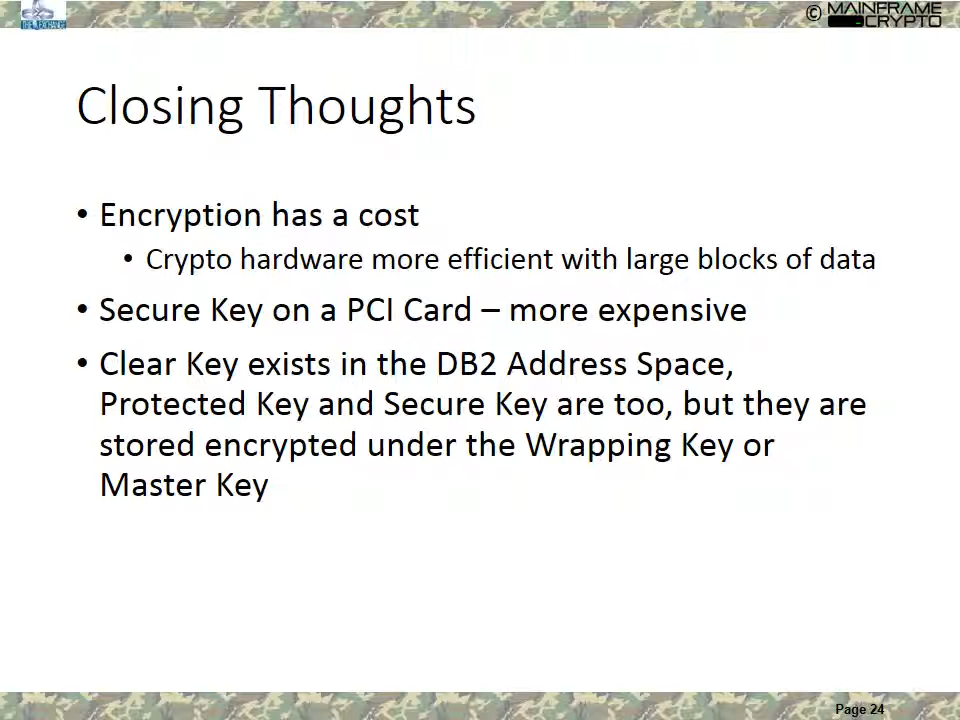 © MAINFRAME
CRYPTO
Closing Thoughts
• Encryption has a cost
• Crypto hardware more efficient with large blocks of data
• Secure Key on a PCI Card – more expensive
• Clear Key exists in the DB2 Address Space,
Protected Key and Secure Key are too, but they are
stored encrypted under the Wrapping Key or
Master Key
Page 24